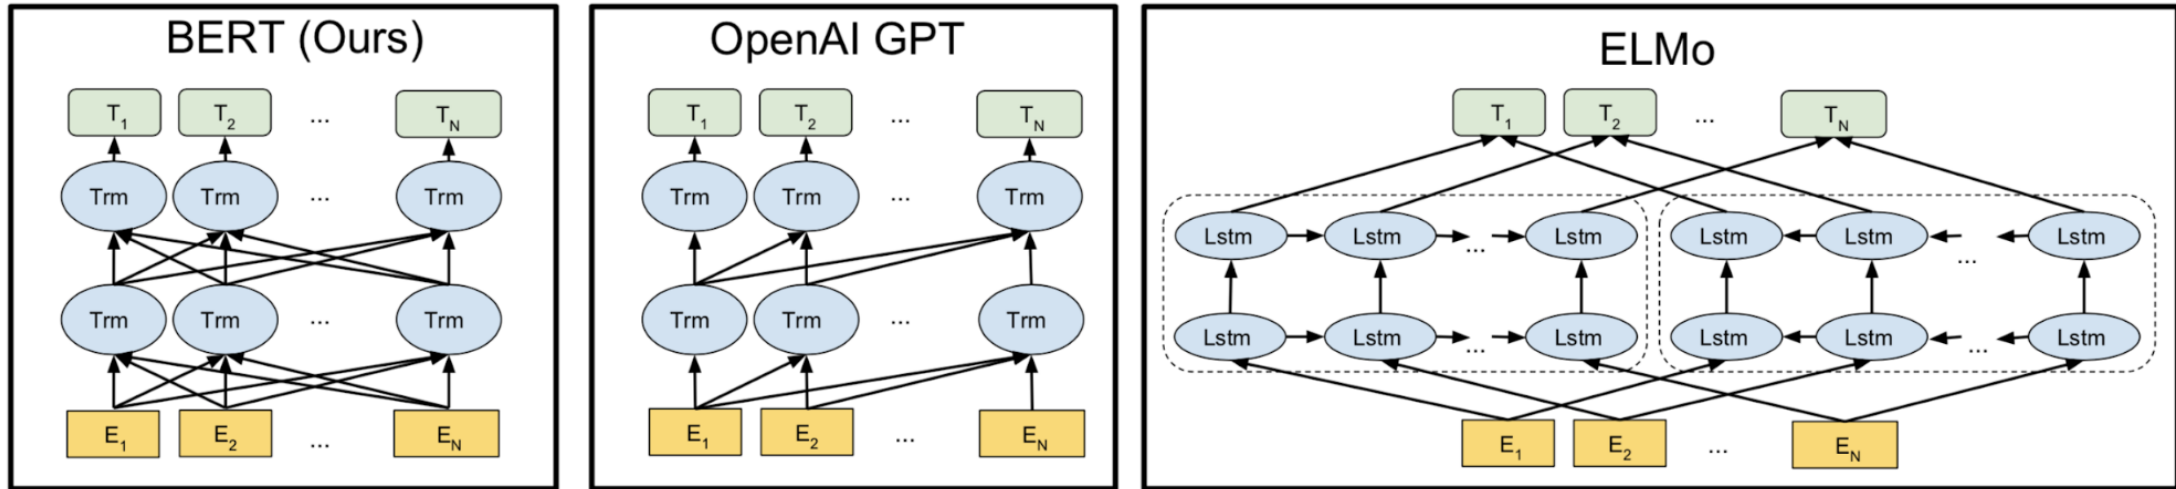 BERT (Ours)
T1 T2 ... TN
Trm Trm ... Trm
Trm Trm ... Trm
E1 E2 ... EN
OpenAI GPT
T1 T2 ... TN
Trm Trm ... Trm
Trm Trm ... Trm
E1 E2 ... EN
ELMo
T1 T2 ... TN
Lstm Lstm ... Lstm Lstm Lstm ... Lstm
Lstm Lstm ... Lstm Lstm Lstm ... Lstm
E1 E2 ... EN